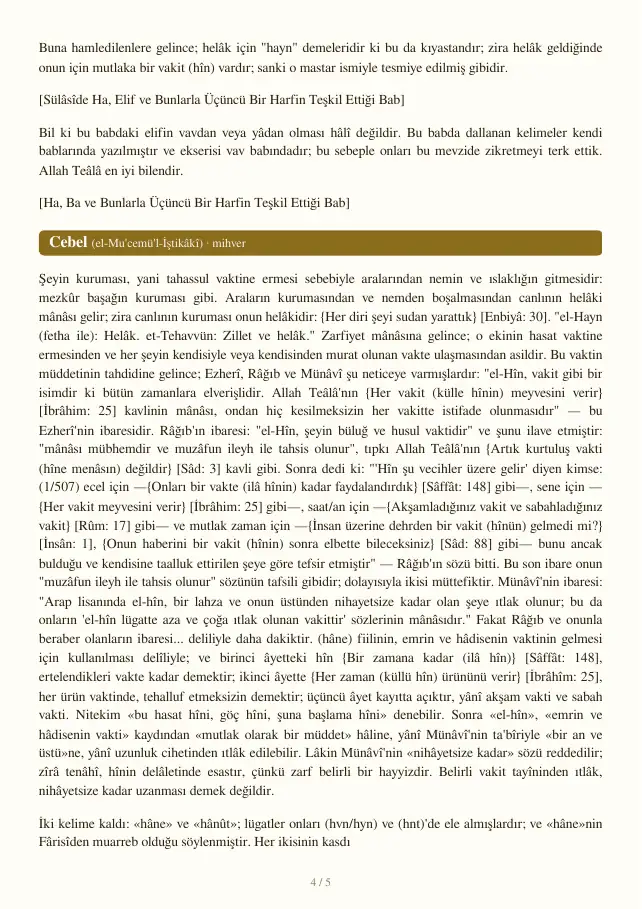 Buna hamledilenlere gelince; helâk için "hayn" demeleridir ki bu da kıyastandır; zira helâk geldiğinde
onun için mutlaka bir vakit (hîn) vardır; sanki o mastar ismiyle tesmiye edilmiş gibidir.
[Sülâsîde Ha, Elif ve Bunlarla Üçüncü Bir Harfin Teşkil Ettiği Bab]
Bil ki bu babdaki elifin vavdan veya yâdan olması hâlî değildir. Bu babda dallanan kelimeler kendi
bablarında yazılmıştır ve ekserisi vav babındadır; bu sebeple onları bu mevzide zikretmeyi terk ettik.
Allah Teâlâ en iyi bilendir.
[Ha, Ba ve Bunlarla Üçüncü Bir Harfin Teşkil Ettiği Bab]
Cebel (el-Mu'cemü'l-İştikâkî) · mihver
Şeyin kuruması, yani tahassul vaktine ermesi sebebiyle aralarından nemin ve ıslaklığın gitmesidir:
mezkûr başağın kuruması gibi. Araların kurumasından ve nemden boşalmasından canlının helâki
mânâsı gelir; zira canlının kuruması onun helâkidir: {Her diri şeyi sudan yarattık} [Enbiyâ: 30]. "el-Hayn
(fetha ile): Helâk. et-Tehavvün: Zillet ve helâk." Zarfiyet mânâsına gelince; o ekinin hasat vaktine
ermesinden ve her şeyin kendisiyle veya kendisinden murat olunan vakte ulaşmasından asildir. Bu vaktin
müddetinin tahdidine gelince; Ezherî, Râğıb ve Münâvî şu neticeye varmışlardır: "el-Hîn, vakit gibi bir
isimdir ki bütün zamanlara elverişlidir. Allah Teâlâ'nın {Her vakit (külle hînin) meyvesini verir}
[İbrâhim: 25] kavlinin mânâsı, ondan hiç kesilmeksizin her vakitte istifade olunmasıdır" — bu
Ezherî'nin ibaresidir. Râğıb'ın ibaresi: "el-Hîn, şeyin bülûğ ve husul vaktidir" ve şunu ilave etmiştir:
"mânâsı mübhemdir ve muzâfun ileyh ile tahsis olunur", tıpkı Allah Teâlâ'nın {Artık kurtuluş vakti
(hîne menâsın) değildir} [Sâd: 3] kavli gibi. Sonra dedi ki: "'Hîn şu vecihler üzere gelir' diyen kimse:
(1/507) ecel için —{Onları bir vakte (ilâ hînin) kadar faydalandırdık} [Sâffât: 148] gibi—, sene için —
{Her vakit meyvesini verir} [İbrâhim: 25] gibi—, saat/an için —{Akşamladığınız vakit ve sabahladığınız
vakit} [Rûm: 17] gibi— ve mutlak zaman için —{İnsan üzerine dehrden bir vakit (hînün) gelmedi mi?}
[İnsân: 1], {Onun haberini bir vakit (hînin) sonra elbette bileceksiniz} [Sâd: 88] gibi— bunu ancak
bulduğu ve kendisine taalluk ettirilen şeye göre tefsir etmiştir" — Râğıb'ın sözü bitti. Bu son ibare onun
"muzâfun ileyh ile tahsis olunur" sözünün tafsili gibidir; dolayısıyla ikisi müttefiktir. Münâvî'nin ibaresi:
"Arap lisanında el-hîn, bir lahza ve onun üstünden nihayetsize kadar olan şeye ıtlak olunur; bu da
onların 'el-hîn lügatte aza ve çoğa ıtlak olunan vakittir' sözlerinin mânâsıdır." Fakat Râğıb ve onunla
beraber olanların ibaresi... deliliyle daha dakiktir. (hâne) fiilinin, emrin ve hâdisenin vaktinin gelmesi
için kullanılması delîliyle; ve birinci âyetteki hîn {Bir zamana kadar (ilâ hîn)} [Sâffât: 148],
ertelendikleri vakte kadar demektir; ikinci âyette {Her zaman (küllü hîn) ürününü verir} [İbrâhîm: 25],
her ürün vaktinde, tehalluf etmeksizin demektir; üçüncü âyet kayıtta açıktır, yânî akşam vakti ve sabah
vakti. Nitekim «bu hasat hîni, göç hîni, şuna başlama hîni» denebilir. Sonra «el-hîn», «emrin ve
hâdisenin vakti» kaydından «mutlak olarak bir müddet» hâline, yânî Münâvî'nin ta'bîriyle «bir an ve
üstü»ne, yânî uzunluk cihetinden ıtlâk edilebilir. Lâkin Münâvî'nin «nihâyetsize kadar» sözü reddedilir;
zîrâ tenâhî, hînin delâletinde esastır, çünkü zarf belirli bir hayyizdir. Belirli vakit tayîninden ıtlâk,
nihâyetsize kadar uzanması demek değildir.
İki kelime kaldı: «hâne» ve «hânût»; lügatler onları (hvn/hyn) ve (hnt)'de ele almışlardır; ve «hâne»nin
Fârisîden muarreb olduğu söylenmiştir. Her ikisinin kasdı
4 / 5